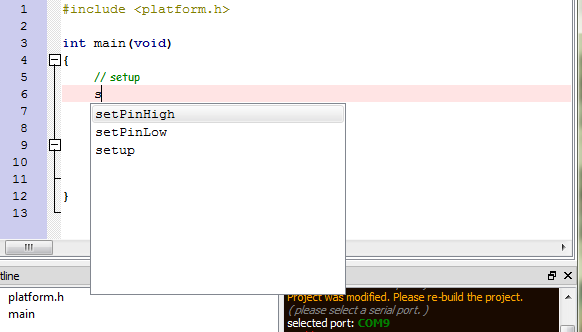 1 #include <platform.h>
2
3 int main(void)
4 {
5 // setup
6 s
7 setPinHigh
8 setPinLow
9 setup
10
11
12 }
13
tline
platform.h
main
Project was modified. Please re-build the project.
( please select a serial port. )
selected port: COM9